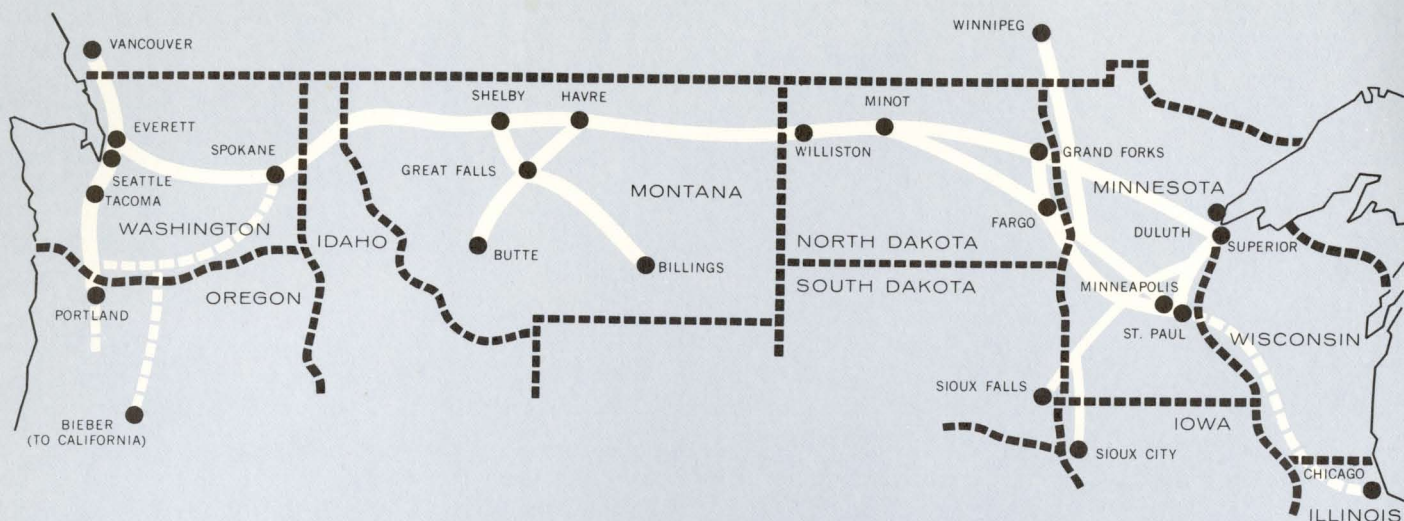 VANCOUVER
WINNIPEG
EVERETT
SPOKANE
SEATTLE
TACOMA
WASHINGTON
PORTLAND
OREGON
BIEBER
(TO CALIFORNIA)
IDAHO
SHELBY
HAVRE
GREAT FALLS
MONTANA
BUTTE
BILLINGS
WILLISTON
MINOT
NORTH DAKOTA
SOUTH DAKOTA
GRAND FORKS
FARGO
MINNESOTA
DULUTH
SUPERIOR
MINNEAPOLIS
ST. PAUL
WISCONSIN
SIOUX FALLS
IOWA
SIOUX CITY
CHICAGO
ILLINOIS